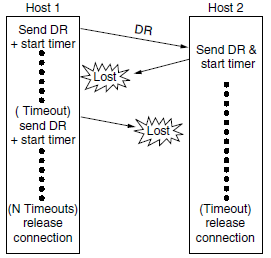 Host 1
Host 2
Send DR
+ start timer
DR
Send DR &
start timer
Lost
( Timeout)
send DR
+ start timer
Lost
(N Timeouts)
release
connection
(Timeout)
release
connection